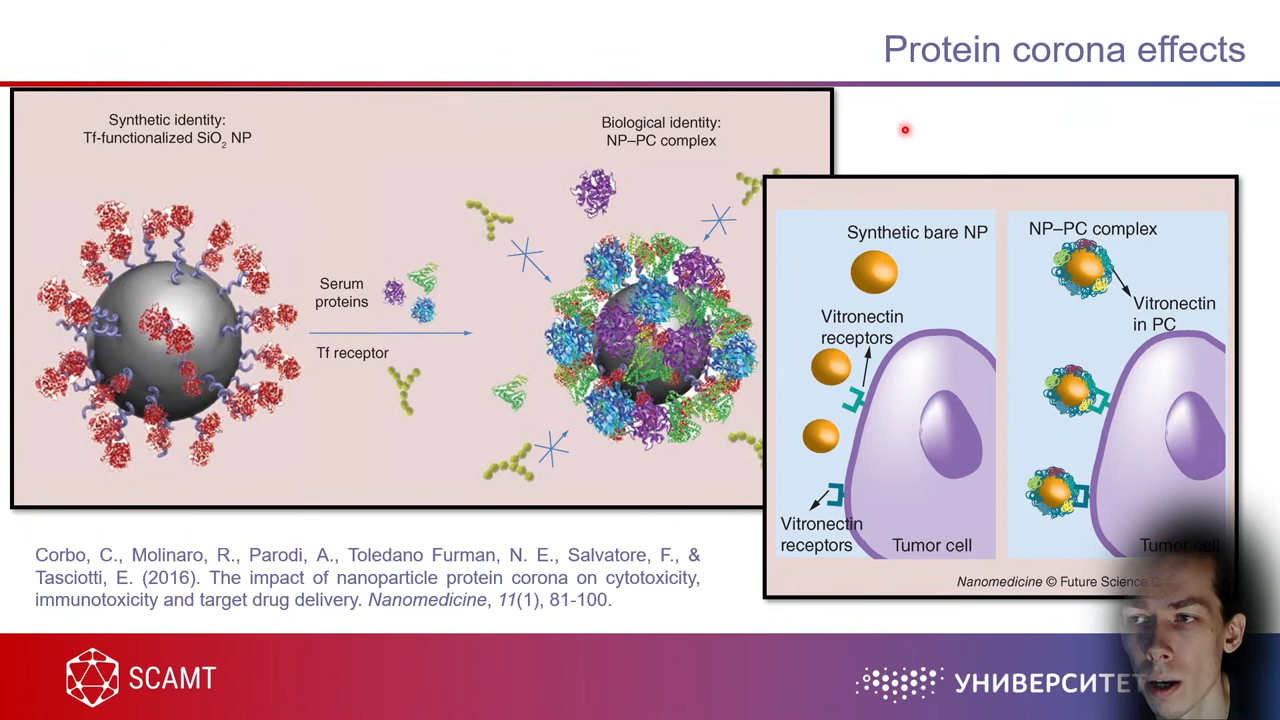 Protein corona effects
Synthetic identity:
Tf-functionalized SiO₂ NP
Biological identity:
NP–PC complex
Serum
proteins
Tf receptor
Synthetic bare NP
Vitronectin
receptors
Vitronectin
receptors
Tumor cell
NP–PC complex
Vitronectin
in PC
Tumor cell
Nanomedicine © Future Science
Corbo, C., Molinaro, R., Parodi, A., Toledano Furman, N. E., Salvatore, F., &
Tasciotti, E. (2016). The impact of nanoparticle protein corona on cytotoxicity,
immunotoxicity and target drug delivery. Nanomedicine, 11(1), 81-100.
SCAMT
УНИВЕРСИТЕТ